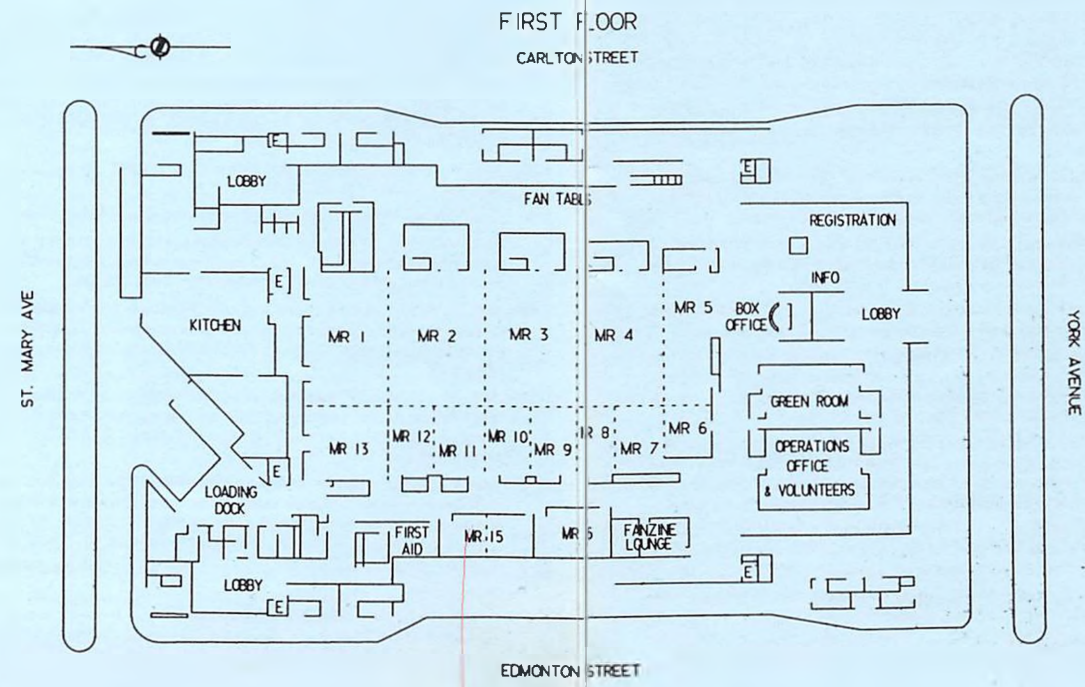 FIRST FLOOR
CARLTON STREET
E
LOBBY
E
FAN TABLS
REGISTRATION
E
INFO
KITCHEN
MR 1
MR 2
MR 3
MR 4
MR 5
BOX
OFFICE
LOBBY
ST. MARY AVE
YORK AVENUE
GREEN ROOM
MR 13
MR 12
MR 11
MR 10
MR 9
R 8
MR 7
MR 6
OPERATIONS
OFFICE
& VOLUNTEERS
E
LOADING
DOCK
FIRST
AID
MR 15
MR
FANZINE
LOUNGE
LOBBY
E
E
EDMONTON STREET